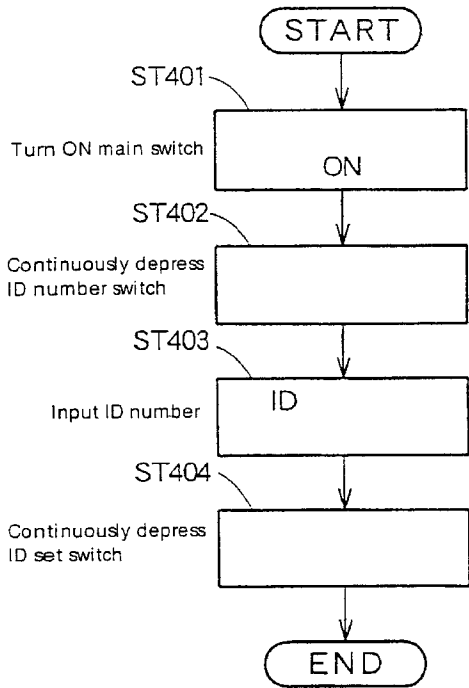 START
ST401
Turn ON main switch
ON
ST402
Continuously depress
ID number switch
ST403
Input ID number
ID
ST404
Continuously depress
ID set switch
END